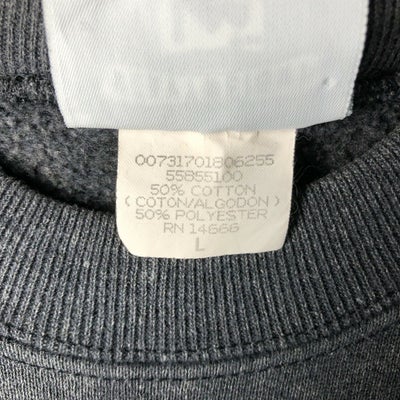 00731701806255
55855100
50% COTTON
(COTON/ALGODON)
50% POLYESTER
RN 14666
L